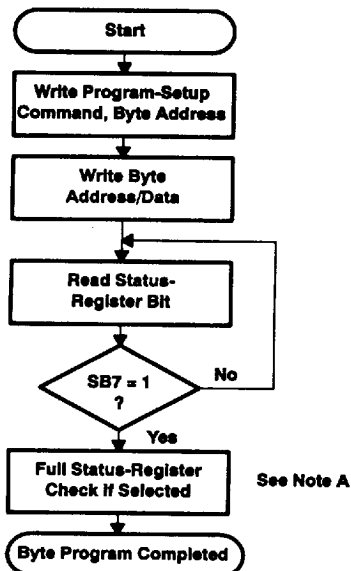 Start
Write Program-Setup
Command, Byte Address
Write Byte
Address/Data
Read Status-
Register Bit
SB7 = 1
?
No
Yes
Full Status-Register
Check if Selected
See Note A
Byte Program Completed